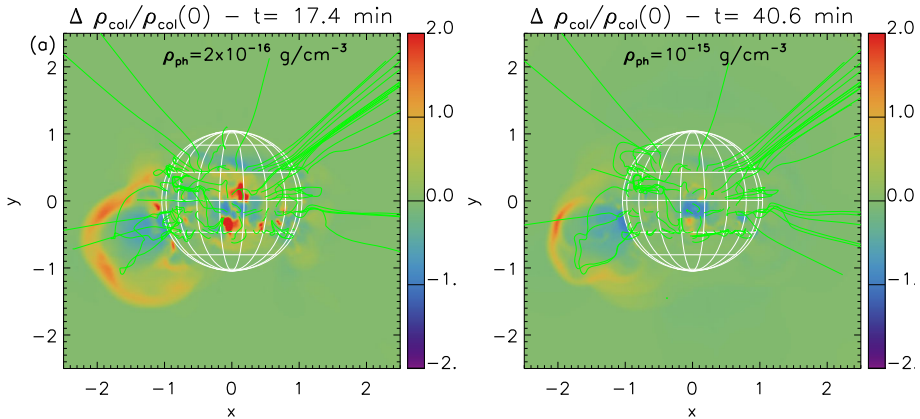 Δ ρcol/ρcol(0) − t= 17.4 min
Δ ρcol/ρcol(0) − t= 40.6 min
(a)
ρph=2x10−16 g/cm−3
ρph=10−15 g/cm−3
2
1
0
−1
−2
y
−2 −1 0 1 2
x
2.0
1.0
0.0
−1.
−2.
2
1
0
−1
−2
y
−2 −1 0 1 2
x
2.0
1.0
0.0
−1.
−2.